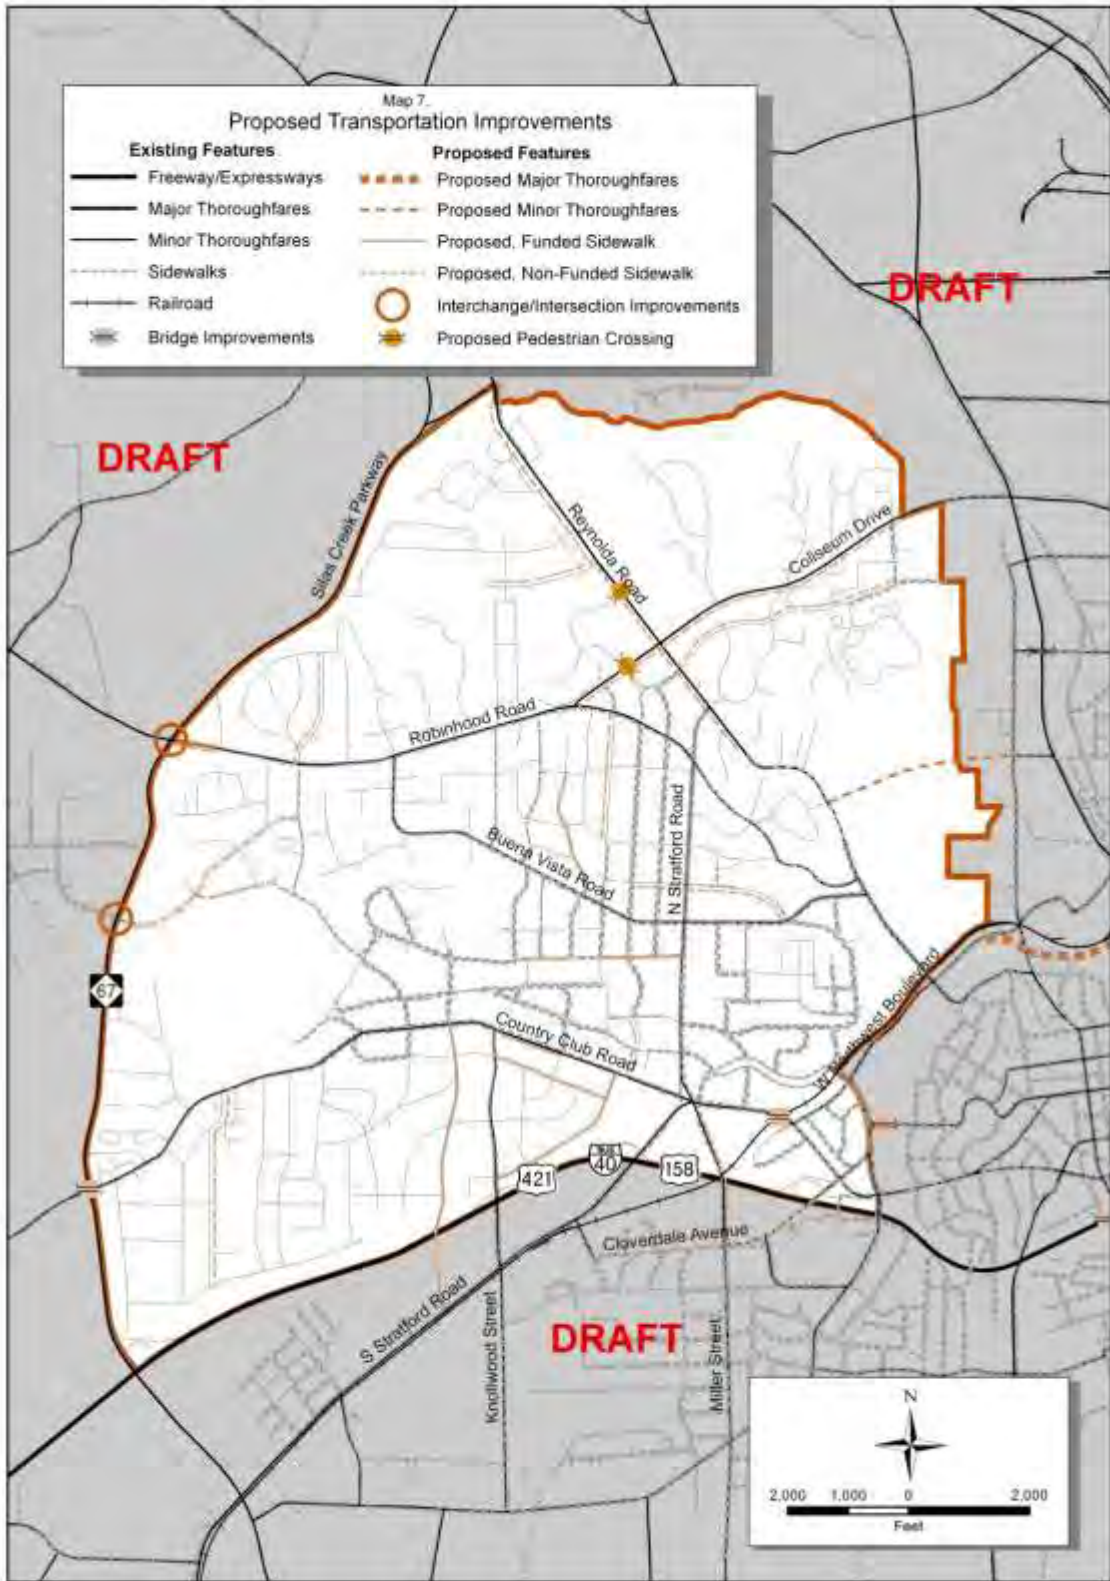 Map 7.
Proposed Transportation Improvements
Existing Features
Freeway/Expressways
Major Thoroughfares
Minor Thoroughfares
Sidewalks
Railroad
Bridge Improvements
Proposed Features
Proposed Major Thoroughfares
Proposed Minor Thoroughfares
Proposed, Funded Sidewalk
Proposed, Non-Funded Sidewalk
Interchange/Intersection Improvements
Proposed Pedestrian Crossing
DRAFT
DRAFT
Silas Creek Parkway
Reynolda Road
Coliseum Drive
Robinhood Road
Buena Vista Road
N Stratford Road
67
Country Club Road
W Northwest Boulevard
421
40
158
Cloverdale Avenue
S Stratford Road
Knollwood Street
Miller Street
DRAFT
N
2,000 1,000 0 2,000
Feet